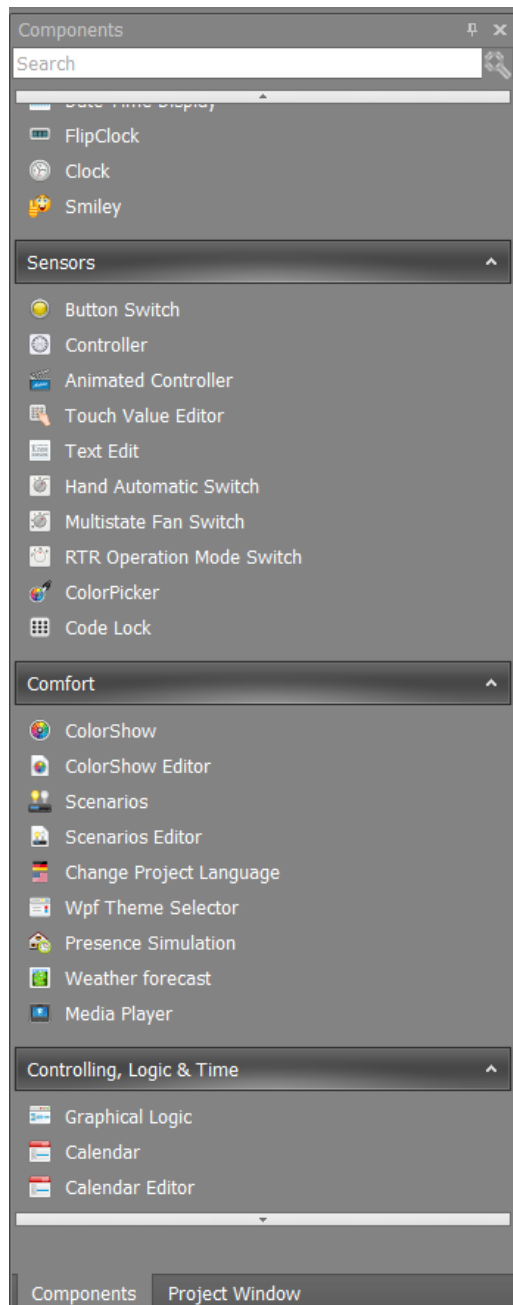 Components
Search
Date Time Display
FlipClock
Clock
Smiley
Sensors
Button Switch
Controller
Animated Controller
Touch Value Editor
Text Edit
Hand Automatic Switch
Multistate Fan Switch
RTR Operation Mode Switch
ColorPicker
Code Lock
Comfort
ColorShow
ColorShow Editor
Scenarios
Scenarios Editor
Change Project Language
Wpf Theme Selector
Presence Simulation
Weather forecast
Media Player
Controlling, Logic & Time
Graphical Logic
Calendar
Calendar Editor
Components Project Window